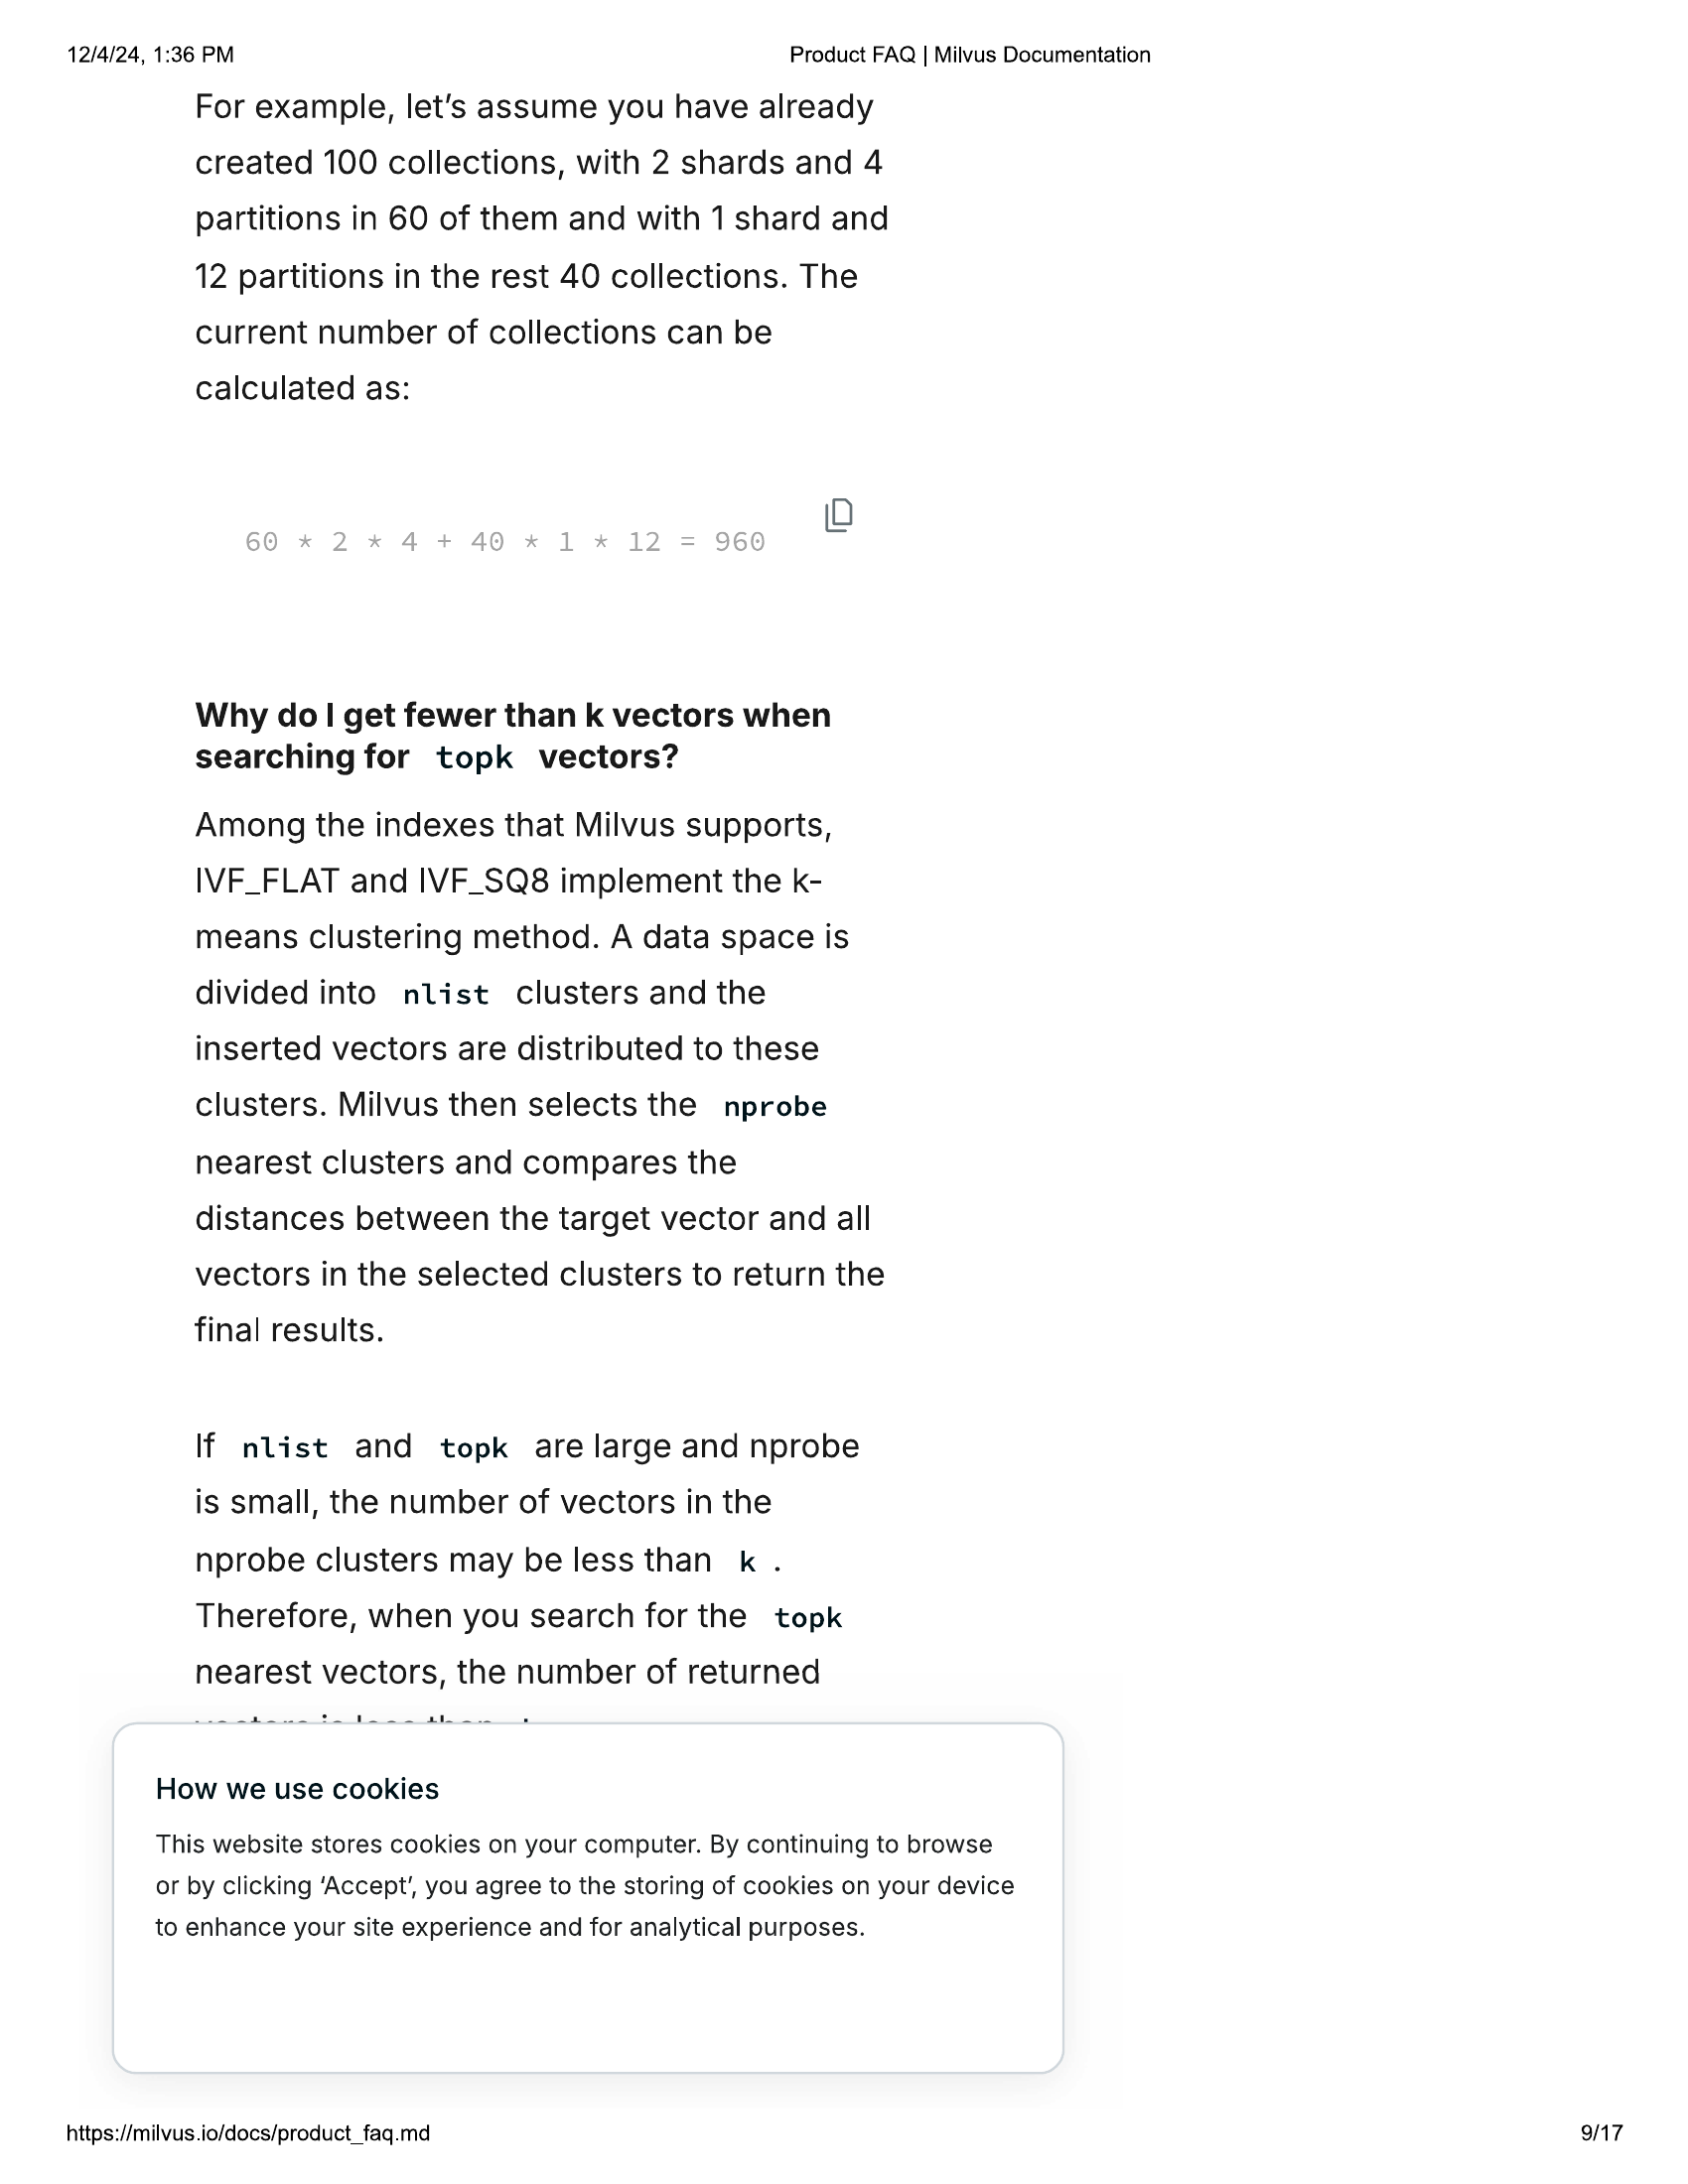 12/4/24, 1:36 PM
Product FAQ | Milvus Documentation
For example, let’s assume you have already
created 100 collections, with 2 shards and 4
partitions in 60 of them and with 1 shard and
12 partitions in the rest 40 collections. The
current number of collections can be
calculated as:
60 * 2 * 4 + 40 * 1 * 12 = 960
Why do I get fewer than k vectors when
searching for topk vectors?
Among the indexes that Milvus supports,
IVF_FLAT and IVF_SQ8 implement the k-
means clustering method. A data space is
divided into nlist clusters and the
inserted vectors are distributed to these
clusters. Milvus then selects the nprobe
nearest clusters and compares the
distances between the target vector and all
vectors in the selected clusters to return the
final results.
If nlist and topk are large and nprobe
is small, the number of vectors in the
nprobe clusters may be less than k .
Therefore, when you search for the topk
nearest vectors, the number of returned
vectors is less than
How we use cookies
This website stores cookies on your computer. By continuing to browse
or by clicking ‘Accept’, you agree to the storing of cookies on your device
to enhance your site experience and for analytical purposes.
https://milvus.io/docs/product_faq.md
9/17